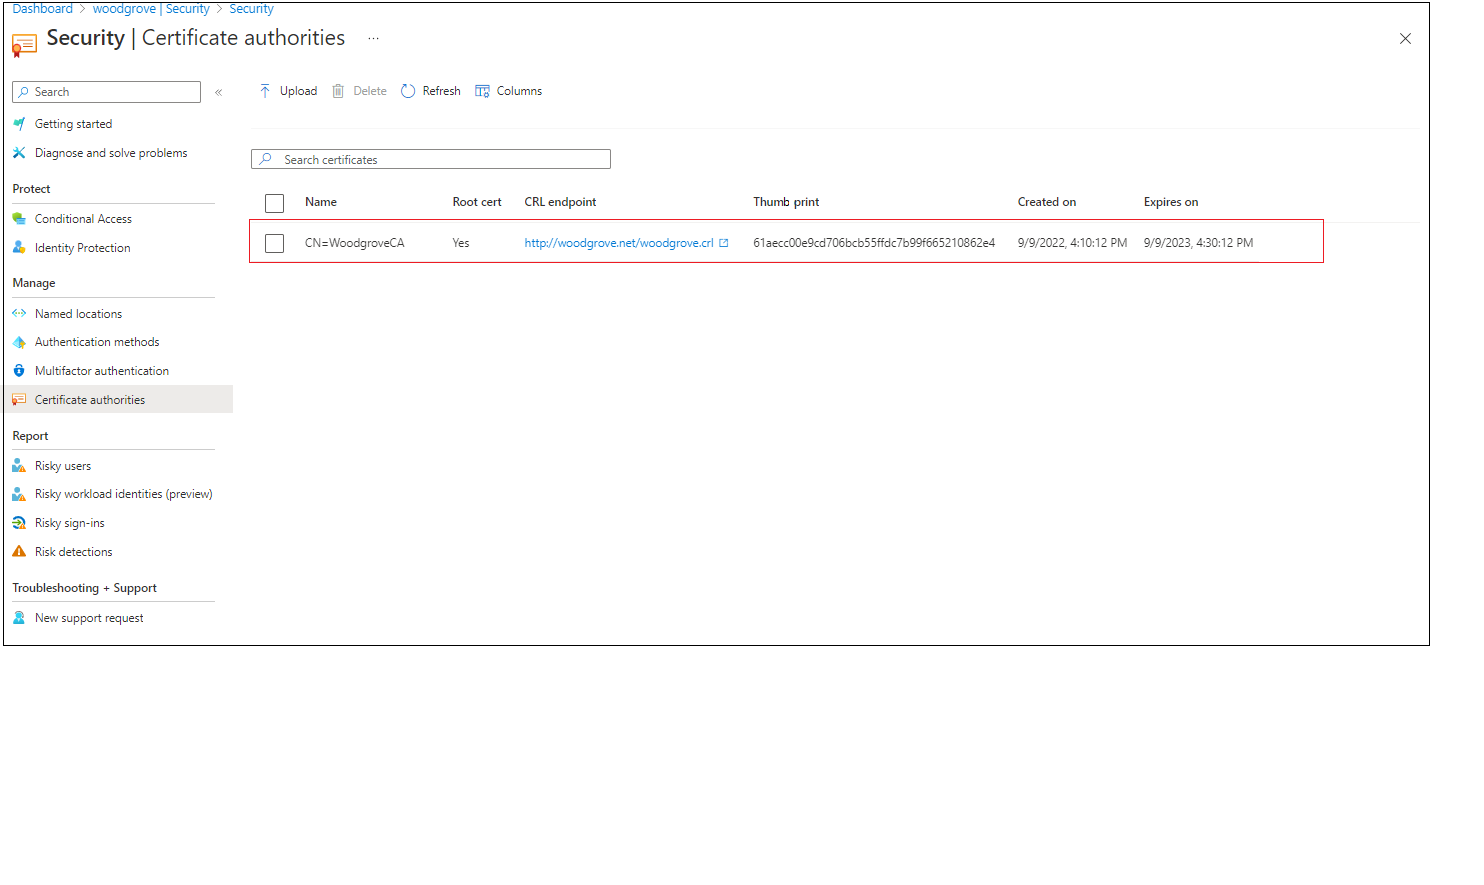 Dashboard > woodgrove | Security > Security
Security | Certificate authorities ...
Search «
Getting started
Diagnose and solve problems
Protect
Conditional Access
Identity Protection
Manage
Named locations
Authentication methods
Multifactor authentication
Certificate authorities
Report
Risky users
Risky workload identities (preview)
Risky sign-ins
Risk detections
Troubleshooting + Support
New support request
Upload Delete Refresh Columns
Search certificates
Name Root cert CRL endpoint Thumb print Created on Expires on
CN=WoodgroveCA Yes http://woodgrove.net/woodgrove.crl 61aecc00e9cd706bcb55ffdc7b99f665210862e4 9/9/2022, 4:10:12 PM 9/9/2023, 4:30:12 PM